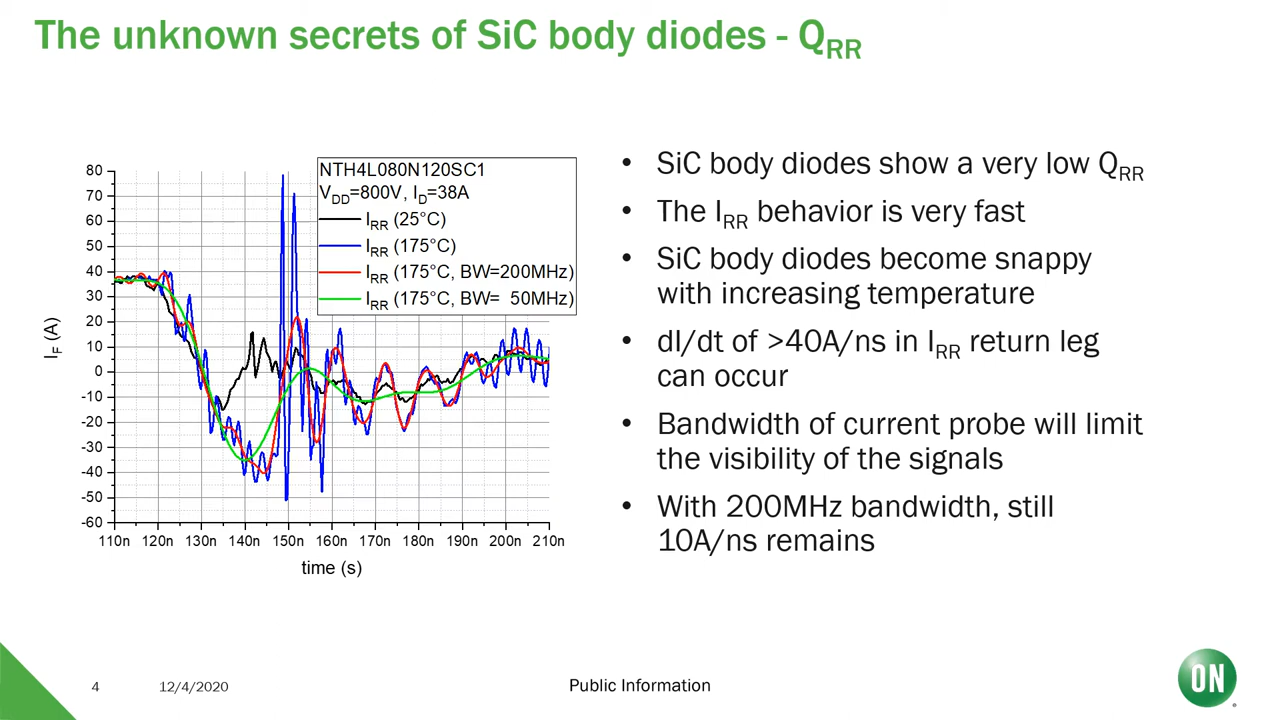 The unknown secrets of SiC body diodes - QRR
NTH4L080N120SC1
VDD=800V, ID=38A
IRR (25°C)
IRR (175°C)
IRR (175°C, BW=200MHz)
IRR (175°C, BW= 50MHz)
80
70
60
50
40
30
20
10
0
-10
-20
-30
-40
-50
-60
IF (A)
110n 120n 130n 140n 150n 160n 170n 180n 190n 200n 210n
time (s)
• SiC body diodes show a very low QRR
• The IRR behavior is very fast
• SiC body diodes become snappy
with increasing temperature
• dI/dt of >40A/ns in IRR return leg
can occur
• Bandwidth of current probe will limit
the visibility of the signals
• With 200MHz bandwidth, still
10A/ns remains
4
12/4/2020
Public Information
ON